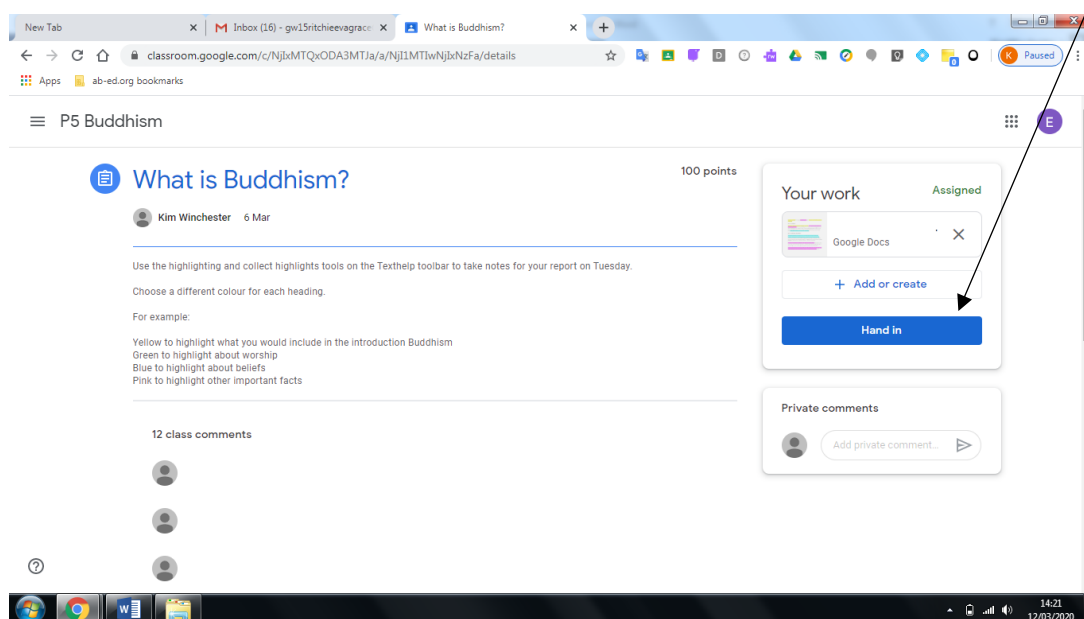 New Tab
Inbox (16) - gw15ritchieevagrace
What is Buddhism?
classroom.google.com/c/NjIxMTQxODA3MTJa/a/NjI1MTIwNjIxNzFa/details
Paused
Apps
ab-ed.org bookmarks
P5 Buddhism
E
What is Buddhism?
100 points
Kim Winchester 6 Mar
Use the highlighting and collect highlights tools on the Texthelp toolbar to take notes for your report on Tuesday.
Choose a different colour for each heading.
For example:
Yellow to highlight what you would include in the introduction Buddhism
Green to highlight about worship
Blue to highlight about beliefs
Pink to highlight other important facts
12 class comments
Your work
Assigned
Google Docs
+ Add or create
Hand in
Private comments
Add private comment...
14:21
12/03/2020